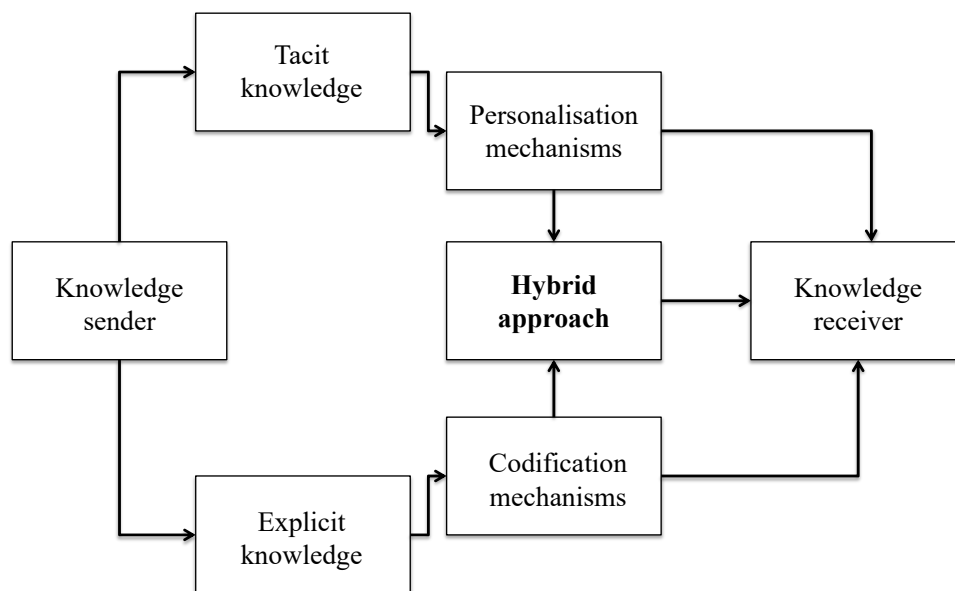 Tacit
knowledge
Personalisation
mechanisms
Knowledge
sender
Hybrid
approach
Knowledge
receiver
Codification
mechanisms
Explicit
knowledge